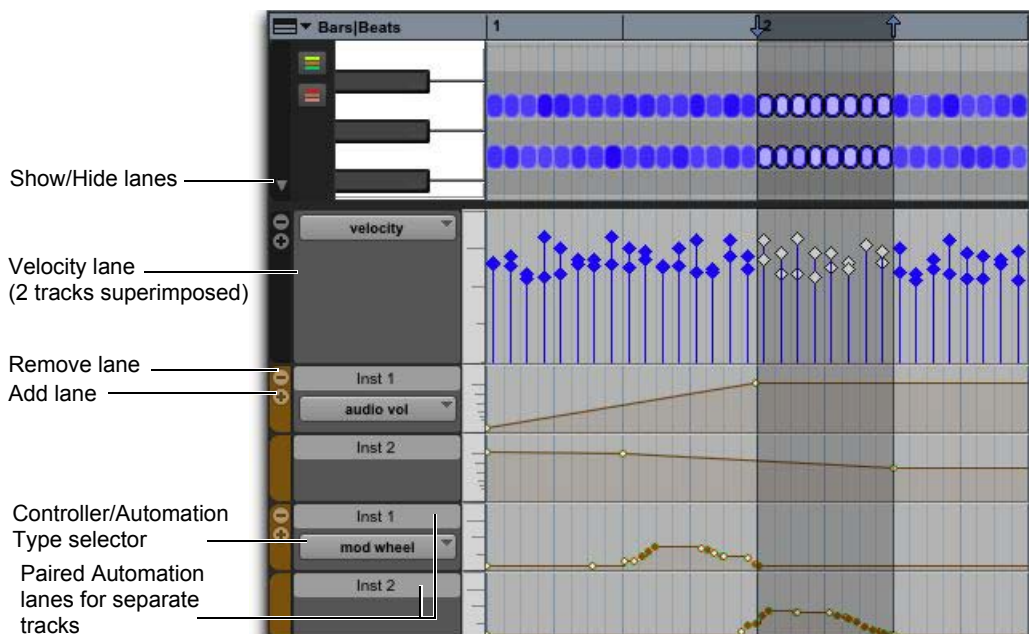 Bars|Beats
1
2
Show/Hide lanes
velocity
Velocity lane
(2 tracks superimposed)
Remove lane
Inst 1
Add lane
audio vol
Inst 2
Controller/Automation
Type selector
Inst 1
mod wheel
Paired Automation
lanes for separate
tracks
Inst 2